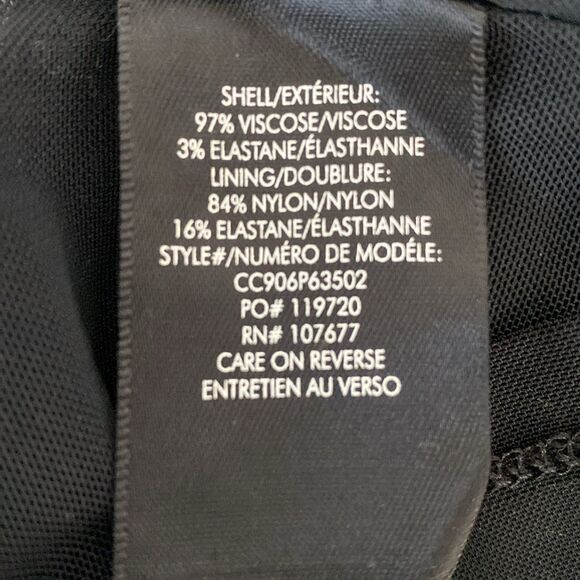 SHELL/EXTÉRIEUR:
97% VISCOSE/VISCOSE
3% ELASTANE/ÉLASTHANNE
LINING/DOUBLURE:
84% NYLON/NYLON
16% ELASTANE/ÉLASTHANNE
STYLE#/NUMÉRO DE MODÉLE:
CC906P63502
PO# 119720
RN# 107677
CARE ON REVERSE
ENTRETIEN AU VERSO